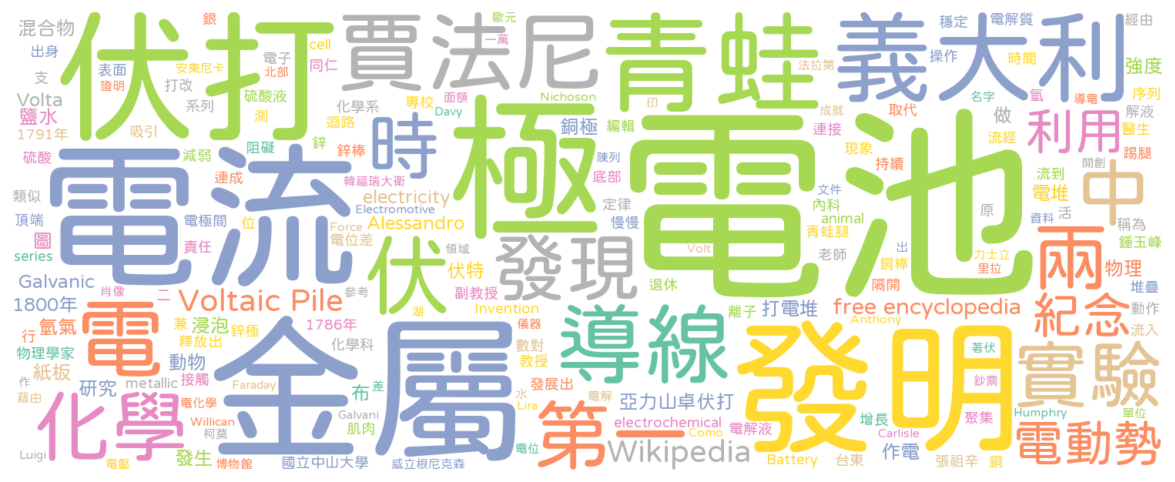 混合物
出身
支
表面
證明
Volta
鹽水
1791年
伏打
銀
安東尼卡
打改
系列
吸引
硫酸液
測
電子
北部
cell
同仁
賈法尼
化學系
迴路
歐元
一萬
面額
專校
Davy
Nichoson
青蛙
印
編輯
法拉第
成就
連接
義大利
穩定
操作
電解質
時間
名字
氫
導電
經由
強度
序列
取代
做
解液
醫生
利用
流經
現象
持續
踢腿
開創
硫酸
減弱
連成
阻礙
鋅
鋅棒
時
銅極
極
陳列
底部
電池
電流
類似
頂端
圖
series
電極間
責任
位
韓福瑞大衛
Electromotive
Force
electricity
Alessandro
電位差
定律
慢慢
文件
內科
animal
青蛙腿
流到
電堆
資料
活
原
中
稱為
鍾玉峰
Galvanic
1800年
肖像
二
Voltaic Pile
領域
參考
湖
伏
伏特
副教授
發現
Invention
退休
Volt
老師
出
銅棒
力士立
隔開
里拉
兩
物理
堆疊
行
氫氣
電
兼
浸泡
鋅極
釋放出
1786年
化學科
儀器
數對
教授
導線
離子
打電堆
free encyclopedia
Anthony
紀念
動作
流入
物理學家
紙板
作
藉由
研究
動物
metallic
接觸
金屬
Faraday
布
差
發展出
水
Lira
發明
著伏
鈔票
實驗
化學
電化學
Willican
柯莫
Galvani
肌肉
電解
電位
第一
亞力山卓伏打
electrochemical
電解液
Como
增長
Carlisle
聚集
Humphry
單位
Luigi
電壓
發生
博物館
國立中山大學
威立根尼克森
Wikipedia
Battery
台東
作電
張祖辛
銅
電動勢